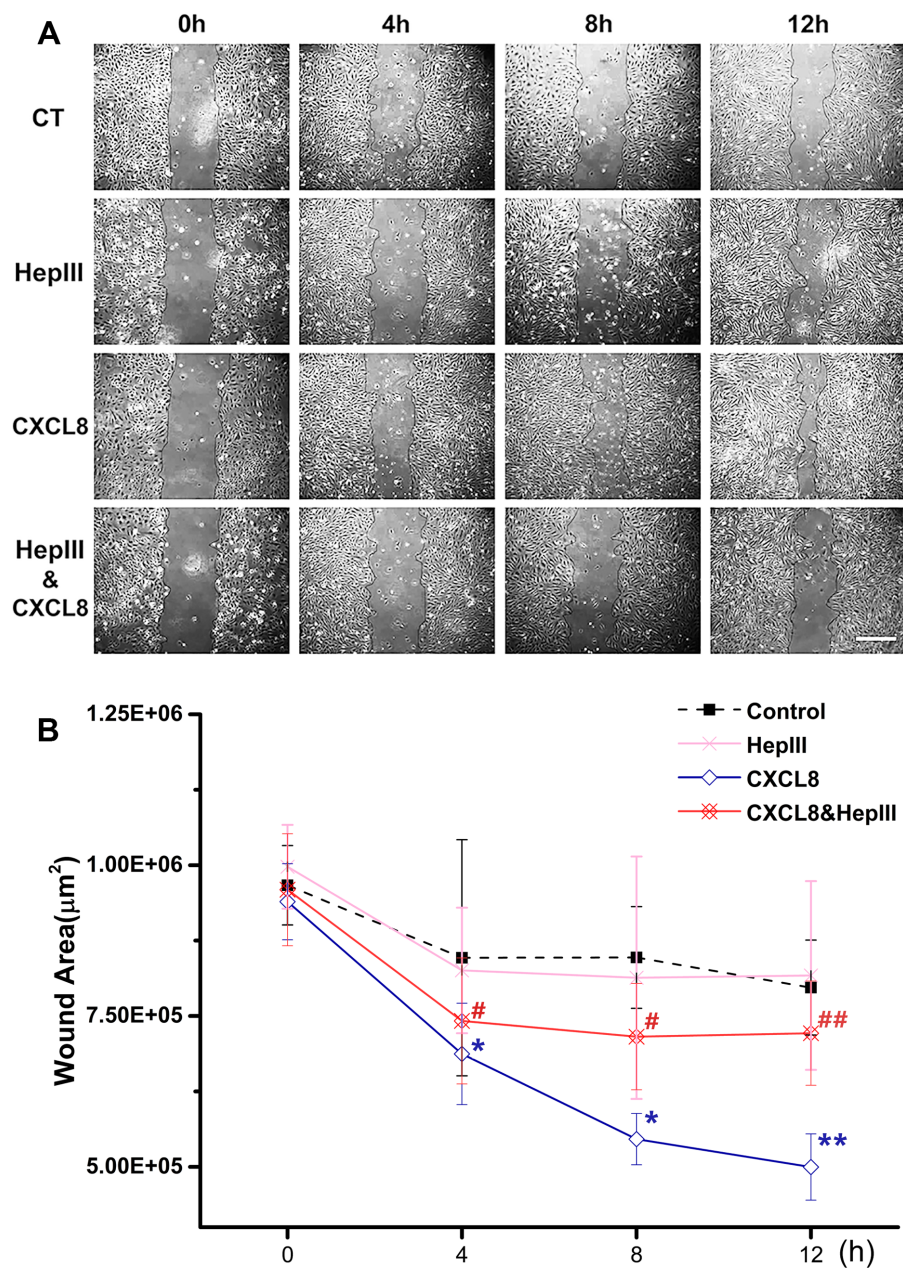 A
0h 4h 8h 12h
CT
HepIII
CXCL8
HepIII
&
CXCL8
B
Control
HepIII
CXCL8
CXCL8&HepIII
Wound Area(μm²)
1.25E+06
1.00E+06
7.50E+05
5.00E+05
# # ##
* * **
0 4 8 12 (h)